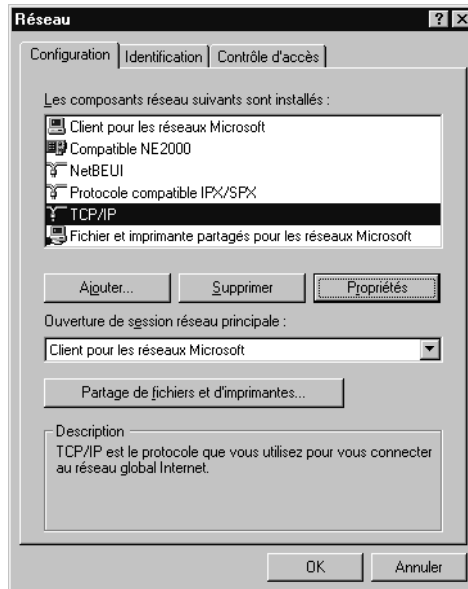 Réseau
Configuration Identification Contrôle d'accès
Les composants réseau suivants sont installés :
Client pour les réseaux Microsoft
Compatible NE2000
NetBEUI
Protocole compatible IPX/SPX
TCP/IP
Fichier et imprimante partagés pour les réseaux Microsoft
Ajouter... Supprimer Propriétés
Ouverture de session réseau principale :
Client pour les réseaux Microsoft
Partage de fichiers et d'imprimantes...
Description
TCP/IP est le protocole que vous utilisez pour vous connecter
au réseau global Internet.
OK Annuler